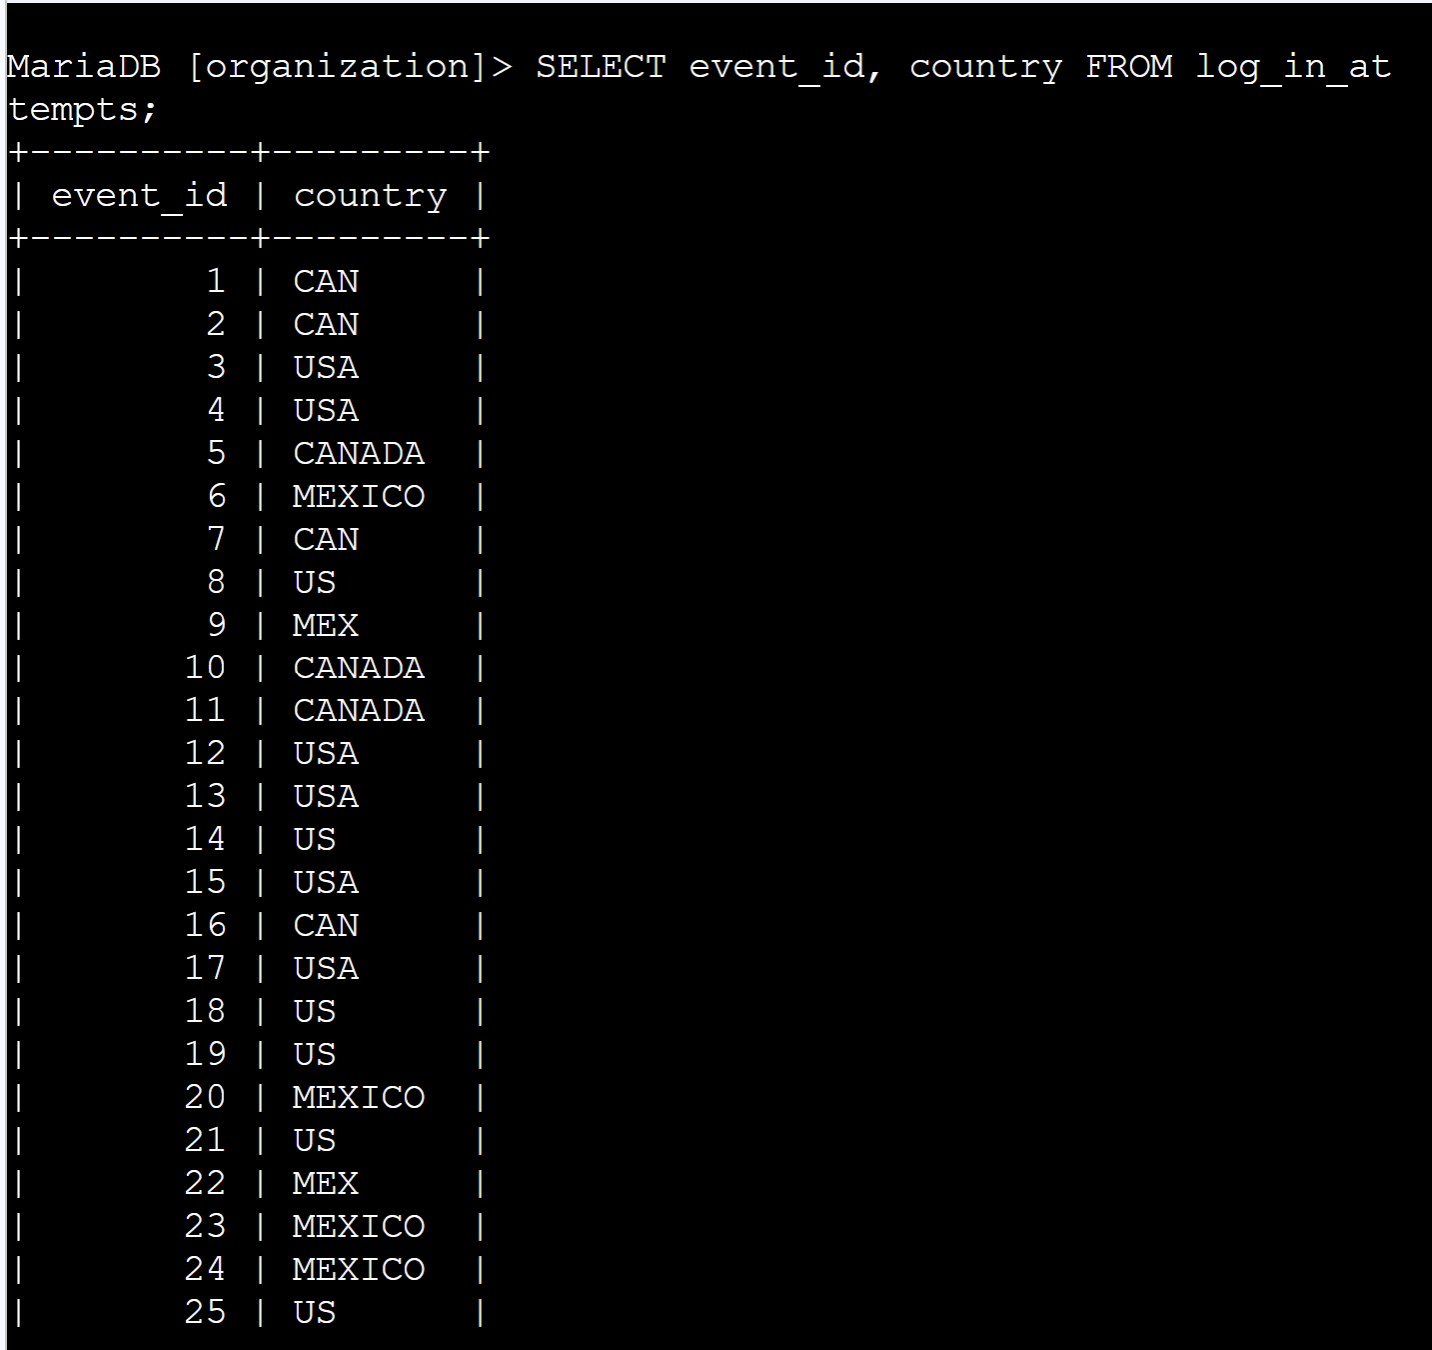 MariaDB [organization]> SELECT event_id, country FROM log_in_at
tempts;
+----------+---------+
| event_id | country |
+----------+---------+
|        1 | CAN     |
|        2 | CAN     |
|        3 | USA     |
|        4 | USA     |
|        5 | CANADA  |
|        6 | MEXICO  |
|        7 | CAN     |
|        8 | US      |
|        9 | MEX     |
|       10 | CANADA  |
|       11 | CANADA  |
|       12 | USA     |
|       13 | USA     |
|       14 | US      |
|       15 | USA     |
|       16 | CAN     |
|       17 | USA     |
|       18 | US      |
|       19 | US      |
|       20 | MEXICO  |
|       21 | US      |
|       22 | MEX     |
|       23 | MEXICO  |
|       24 | MEXICO  |
|       25 | US      |